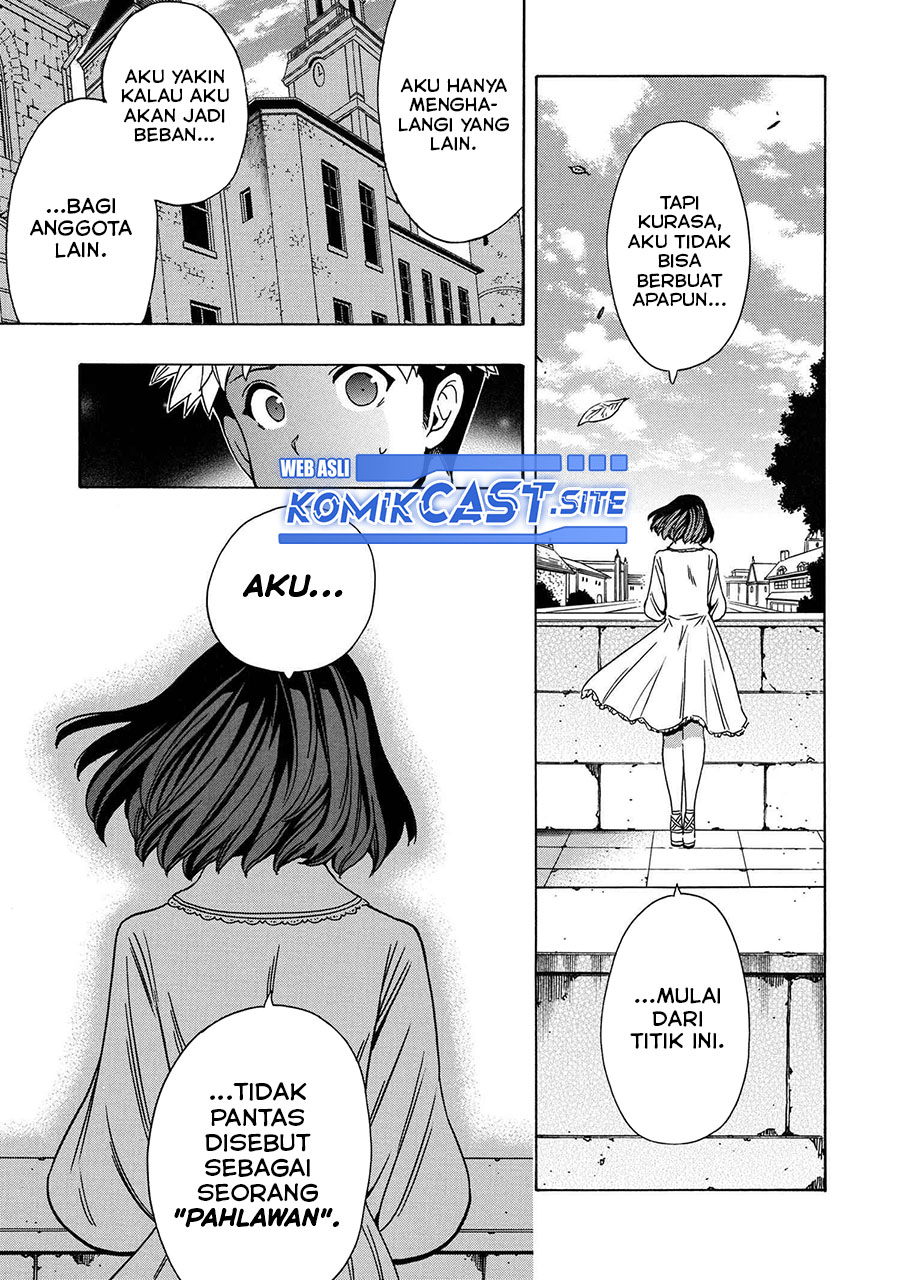 TAPI
KURASA,
AKU TIDAK
BISA
BERBUAT
APAPUN...
...MULAI
DARI
TITIK INI.
AKU HANYA
MENGHA-
LANGI YANG
LAIN.
AKU YAKIN
KALAU AKU
AKAN JADI
BEBAN...
...BAGI
ANGGOTA
LAIN.
WEB ASLI
KOMIKCAST.SITE
AKU...
...TIDAK
PANTAS
DISEBUT
SEBAGAI
SEORANG
"PAHLAWAN".